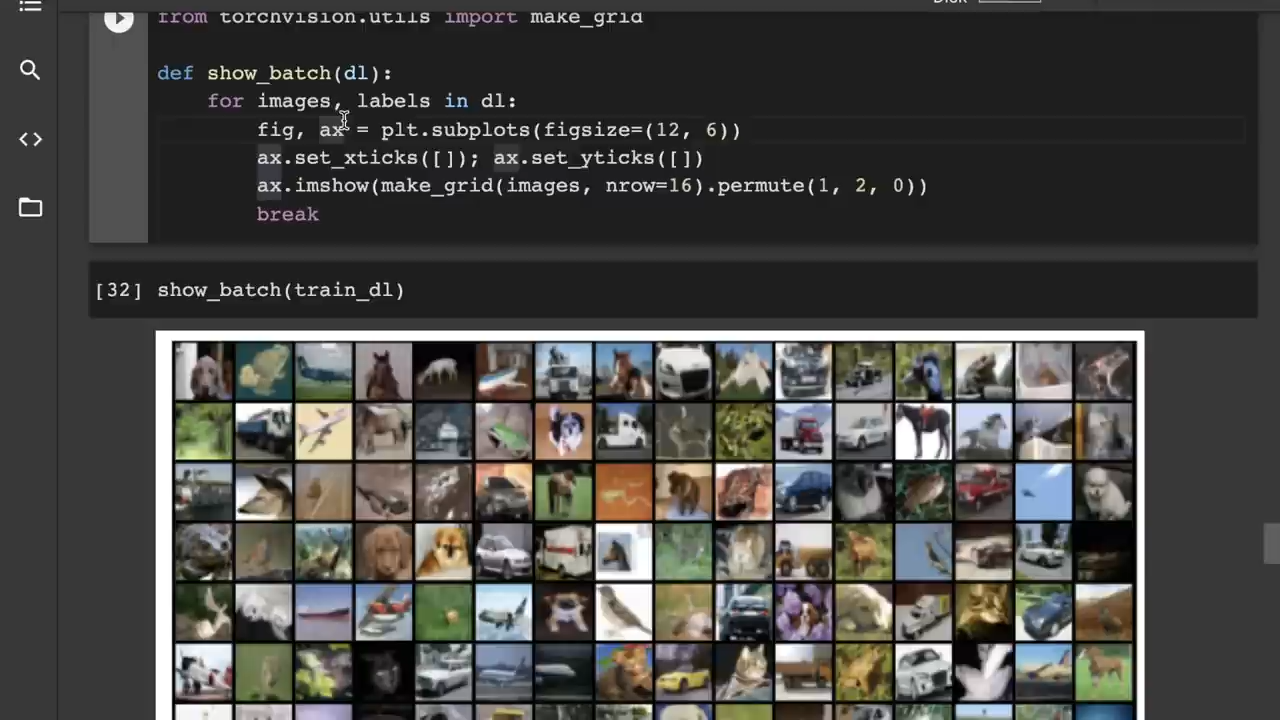 from torchvision.utils import make_grid
def show_batch(dl):
for images, labels in dl:
fig, ax = plt.subplots(figsize=(12, 6))
ax.set_xticks([]); ax.set_yticks([])
ax.imshow(make_grid(images, nrow=16).permute(1, 2, 0))
break
[32] show_batch(train_dl)